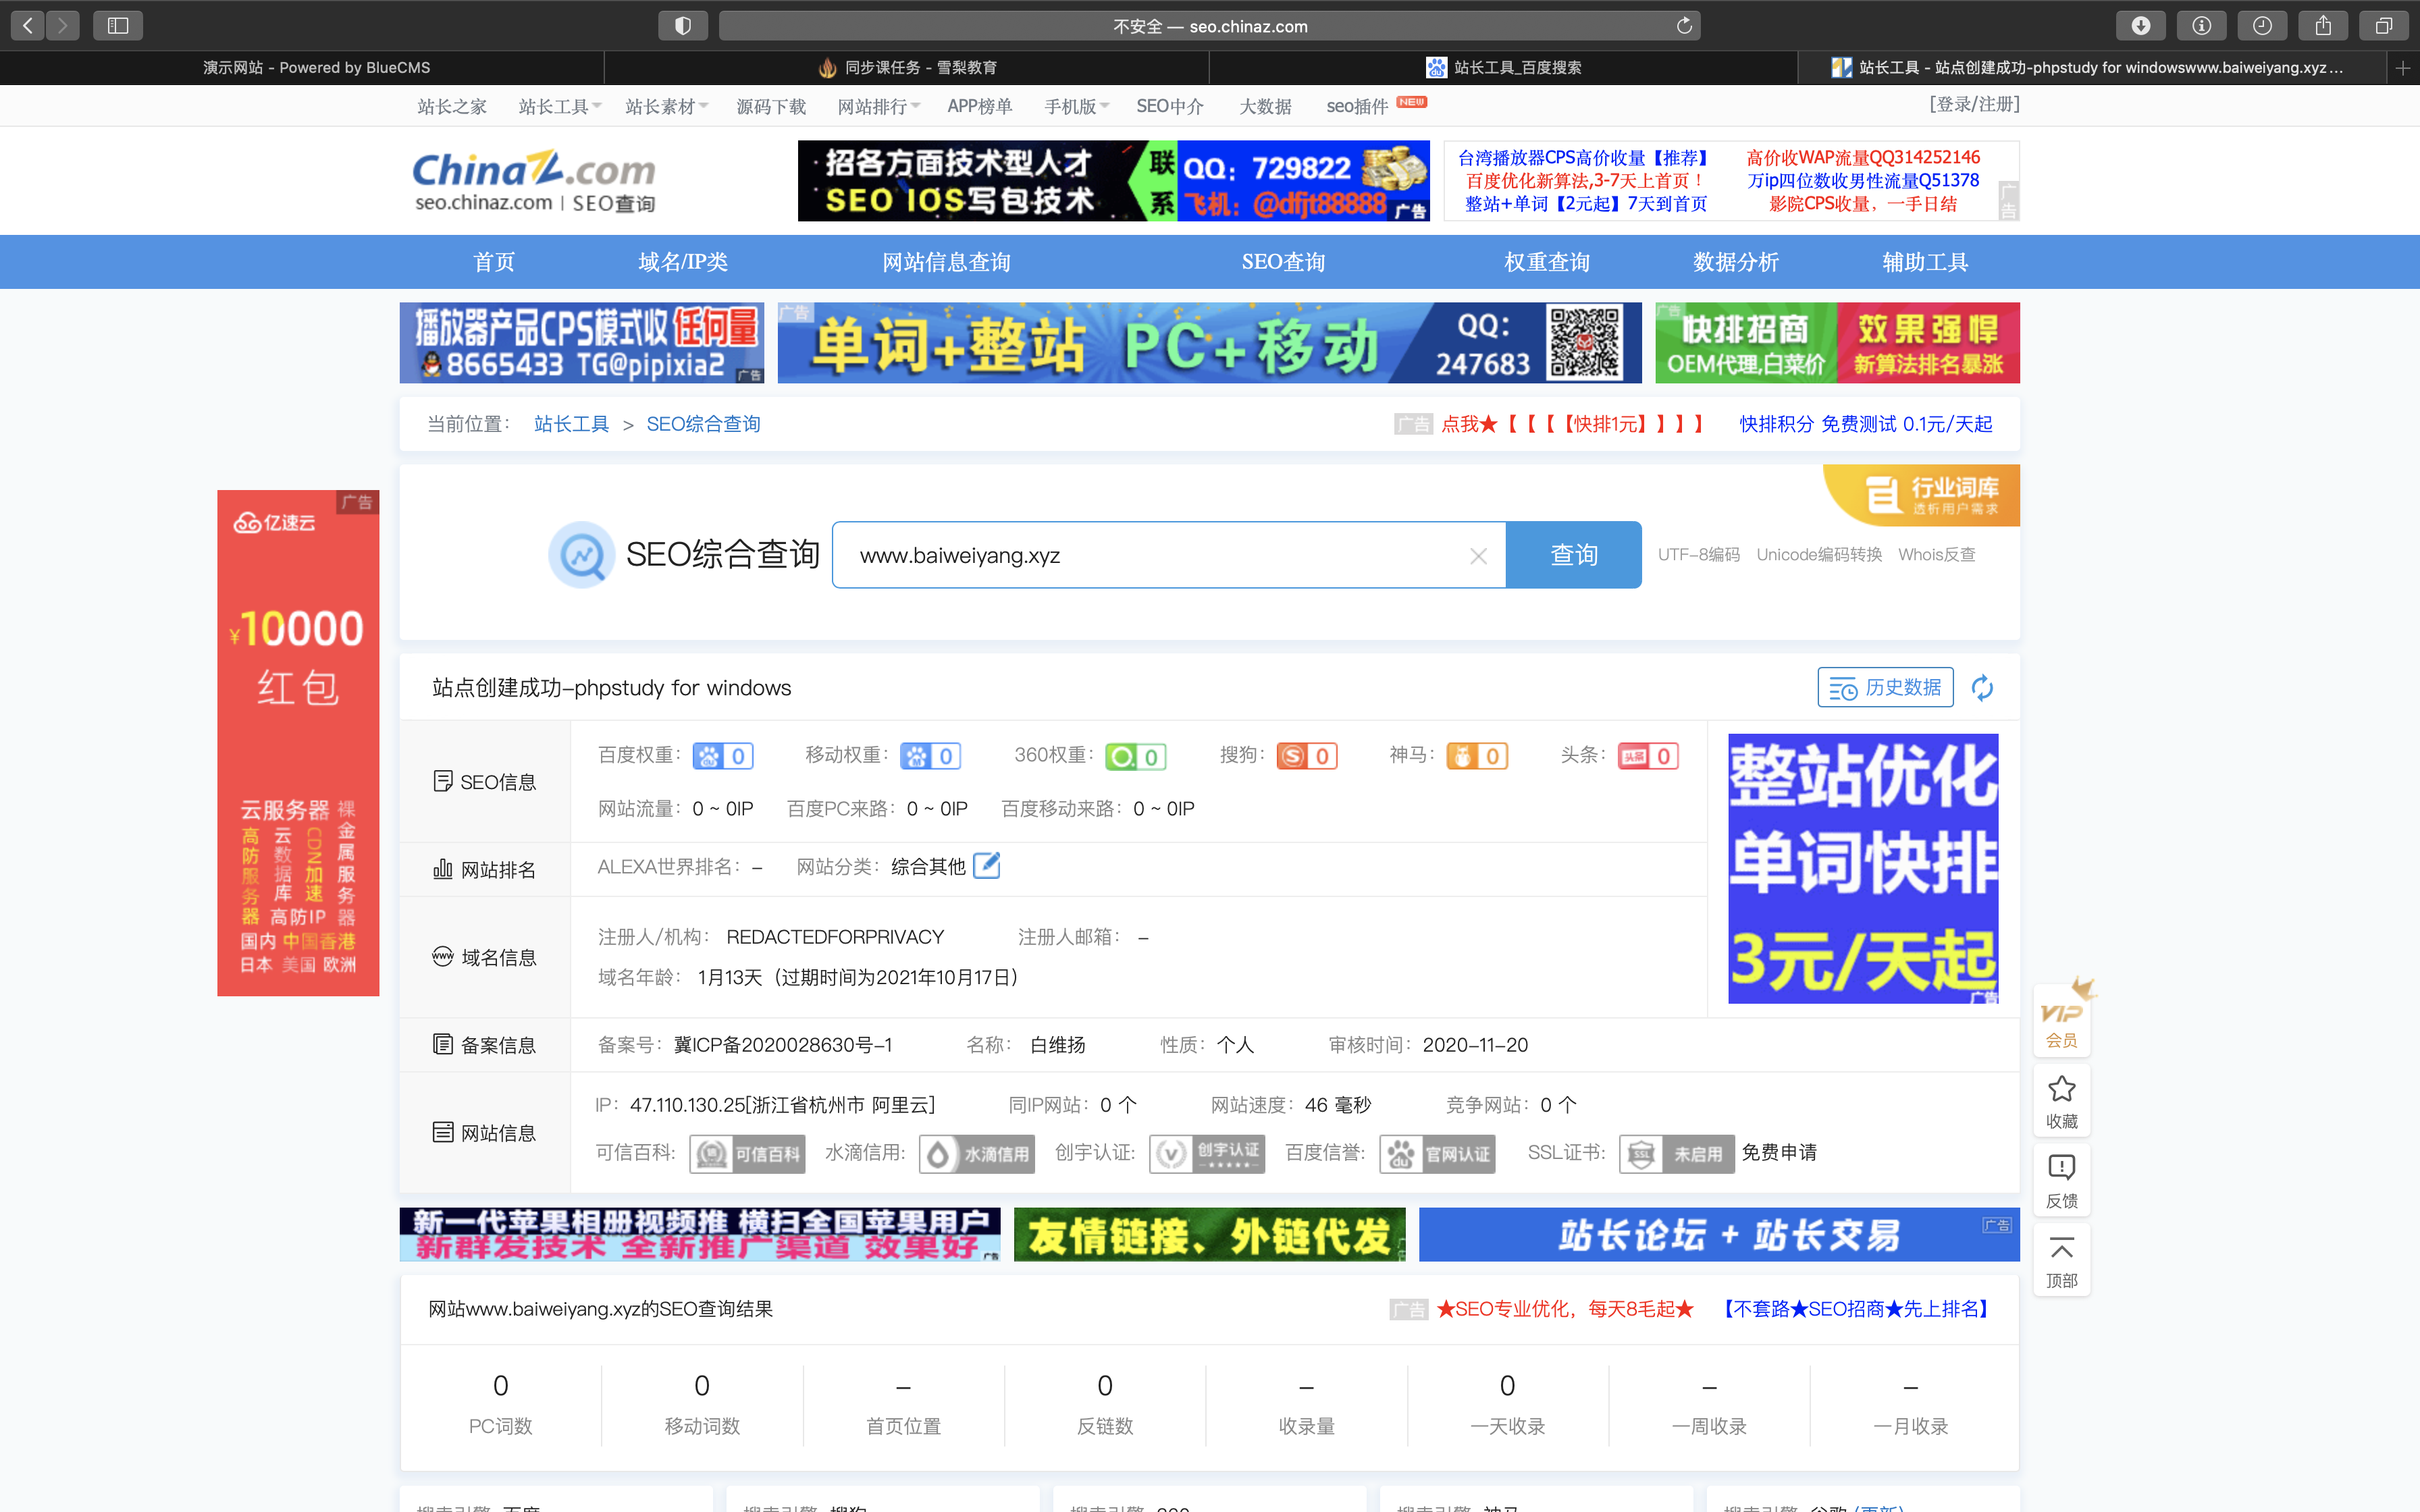 不安全 — seo.chinaz.com
演示网站 - Powered by BlueCMS
同步课任务 - 雪梨教育
站长工具_百度搜索
站长工具 - 站点创建成功-phpstudy for windowswww.baiweiyang.xyz...
站长之家 站长工具 站长素材 源码下载 网站排行 APP榜单 手机版 SEO中介 大数据 seo插件 NEW [登录/注册]
ChinaZ.com
seo.chinaz.com | SEO查询
招各方面技术型人才
SEO IOS写包技术
联系
QQ：729822
飞机：@dfjt88888
广告
台湾播放器CPS高价收量【推荐】 高价收WAP流量QQ314252146
百度优化新算法,3-7天上首页！ 万ip四位数收男性流量Q51378
整站+单词【2元起】7天到首页 影院CPS收量，一手日结
广告
首页 域名/IP类 网站信息查询 SEO查询 权重查询 数据分析 辅助工具
播放器产品CPS模式收任何量
8665433 TG@pipixia2
广告
广告
单词+整站 PC+移动
QQ：
247683
广告
快排招商 效果强悍
OEM代理,白菜价 新算法排名暴涨
当前位置： 站长工具 > SEO综合查询
广告 点我★【【【【快排1元】】】】 快排积分 免费测试 0.1元/天起
行业词库
透析用户需求
SEO综合查询 www.baiweiyang.xyz 查询 UTF-8编码 Unicode编码转换 Whois反查
广告
亿速云
¥10000
红包
云服务器
高防服务器
云数据库
CDN加速
裸金属服务器
高防IP
国内 中国香港
日本 美国 欧洲
站点创建成功-phpstudy for windows
历史数据
SEO信息
百度权重： 0 移动权重： 0 360权重： 0 搜狗： 0 神马： 0 头条： 头条 0
网站流量：0 ~ 0IP 百度PC来路：0 ~ 0IP 百度移动来路：0 ~ 0IP
网站排名
ALEXA世界排名：– 网站分类：综合其他
域名信息
注册人/机构： REDACTEDFORPRIVACY 注册人邮箱： –
域名年龄： 1月13天（过期时间为2021年10月17日）
整站优化
单词快排
3元/天起
广告
备案信息
备案号：冀ICP备2020028630号-1 名称： 白维扬 性质：个人 审核时间：2020-11-20
网站信息
IP：47.110.130.25[浙江省杭州市 阿里云] 同IP网站：0 个 网站速度：46 毫秒 竞争网站：0 个
可信百科: 可信百科 水滴信用: 水滴信用 创宇认证: 创宇认证 百度信誉: 官网认证 SSL证书: SSL 未启用 免费申请
VIP
会员
收藏
反馈
顶部
新一代苹果相册视频推 横扫全国苹果用户
新群发技术 全新推广渠道 效果好
广告
友情链接、外链代发
站长论坛 + 站长交易
广告
网站www.baiweiyang.xyz的SEO查询结果
广告 ★SEO专业优化，每天8毛起★ 【不套路★SEO招商★先上排名】
0 0 – 0 – 0 – –
PC词数 移动词数 首页位置 反链数 收录量 一天收录 一周收录 一月收录